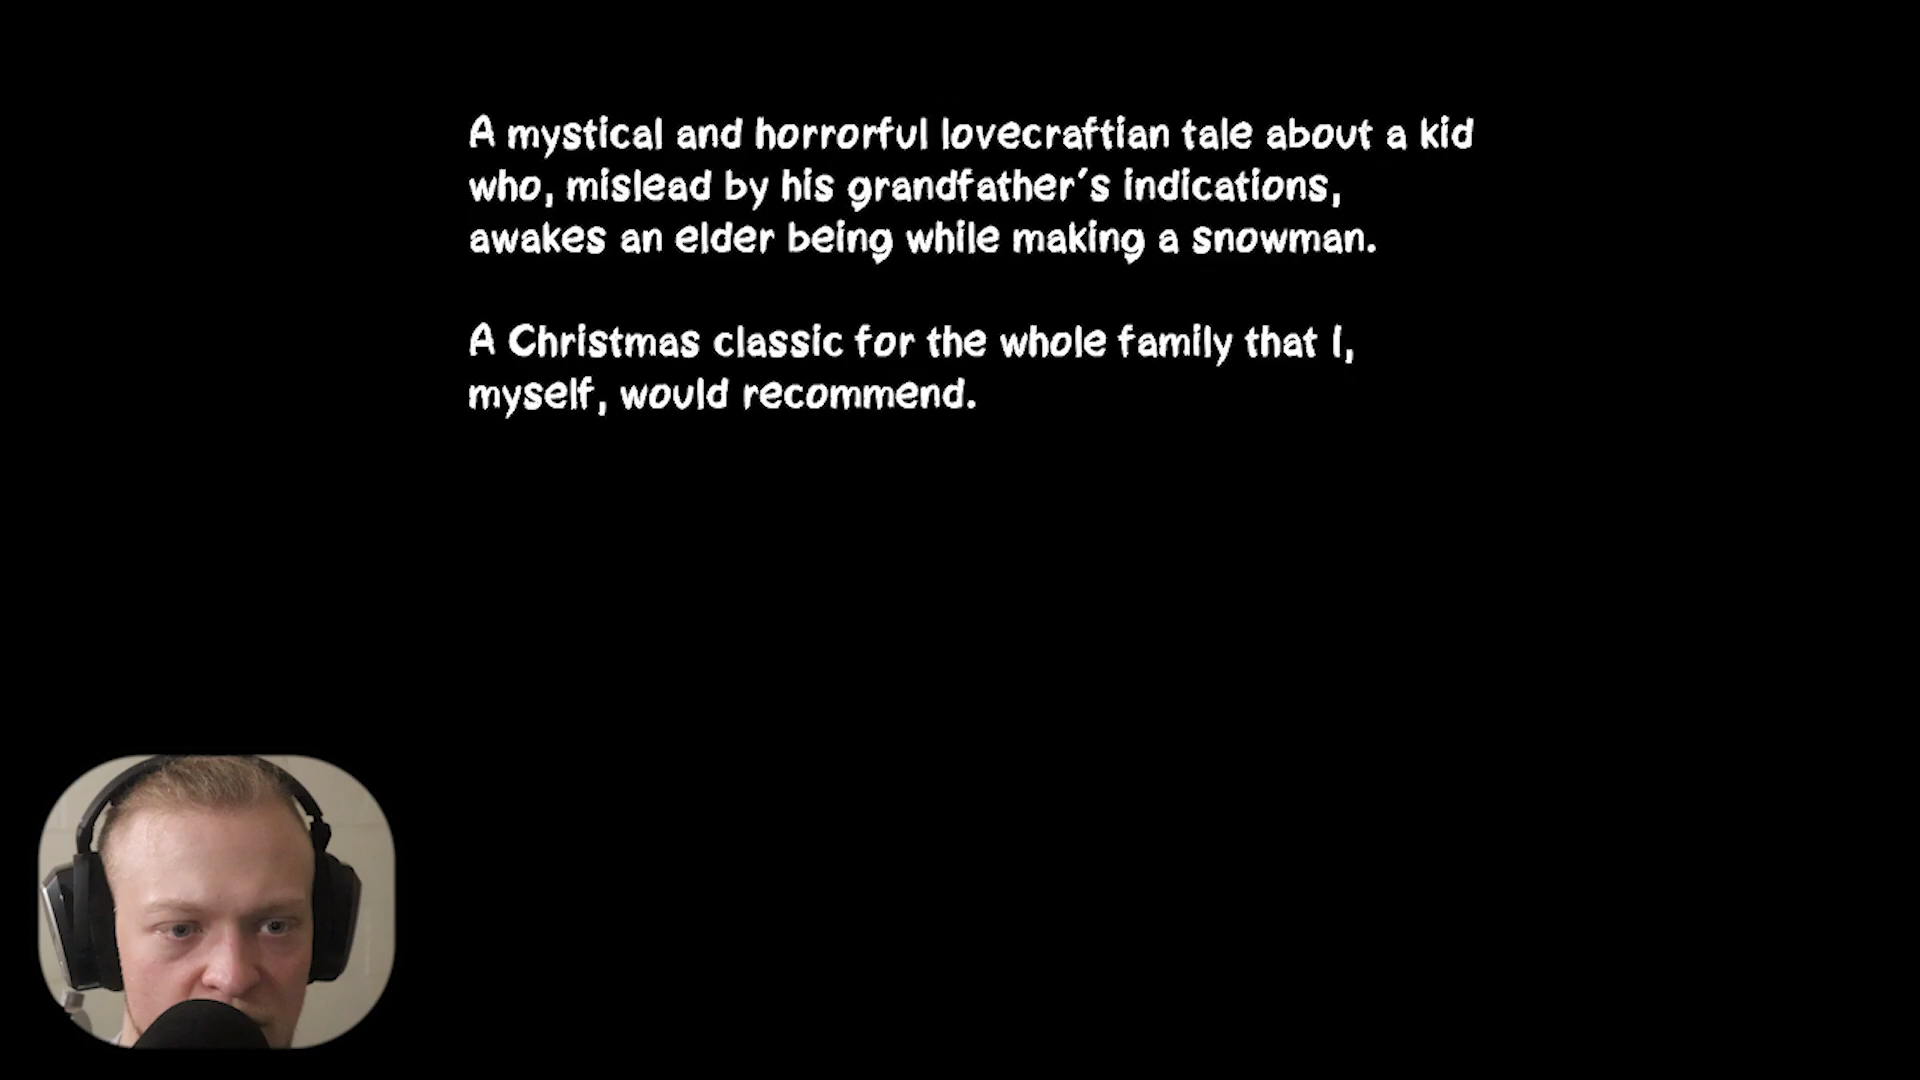 A mystical and horrorful lovecraftian tale about a kid
who, mislead by his grandfather's indications,
awakes an elder being while making a snowman.
A Christmas classic for the whole family that I,
myself, would recommend.